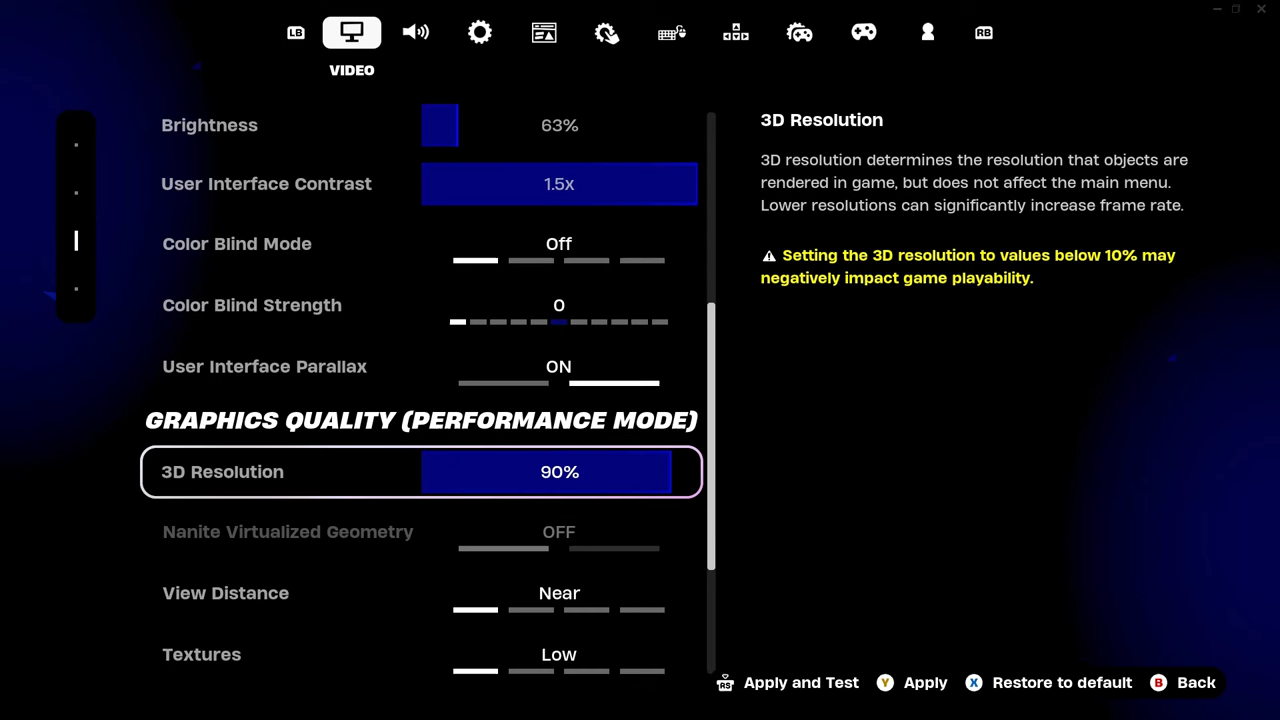 LB
RB
VIDEO
Brightness 63%
User Interface Contrast 1.5x
Color Blind Mode Off
Color Blind Strength 0
User Interface Parallax ON
GRAPHICS QUALITY (PERFORMANCE MODE)
3D Resolution 90%
Nanite Virtualized Geometry OFF
View Distance Near
Textures Low
3D Resolution
3D resolution determines the resolution that objects are
rendered in game, but does not affect the main menu.
Lower resolutions can significantly increase frame rate.
Setting the 3D resolution to values below 10% may
negatively impact game playability.
RS Apply and Test Y Apply X Restore to default B Back